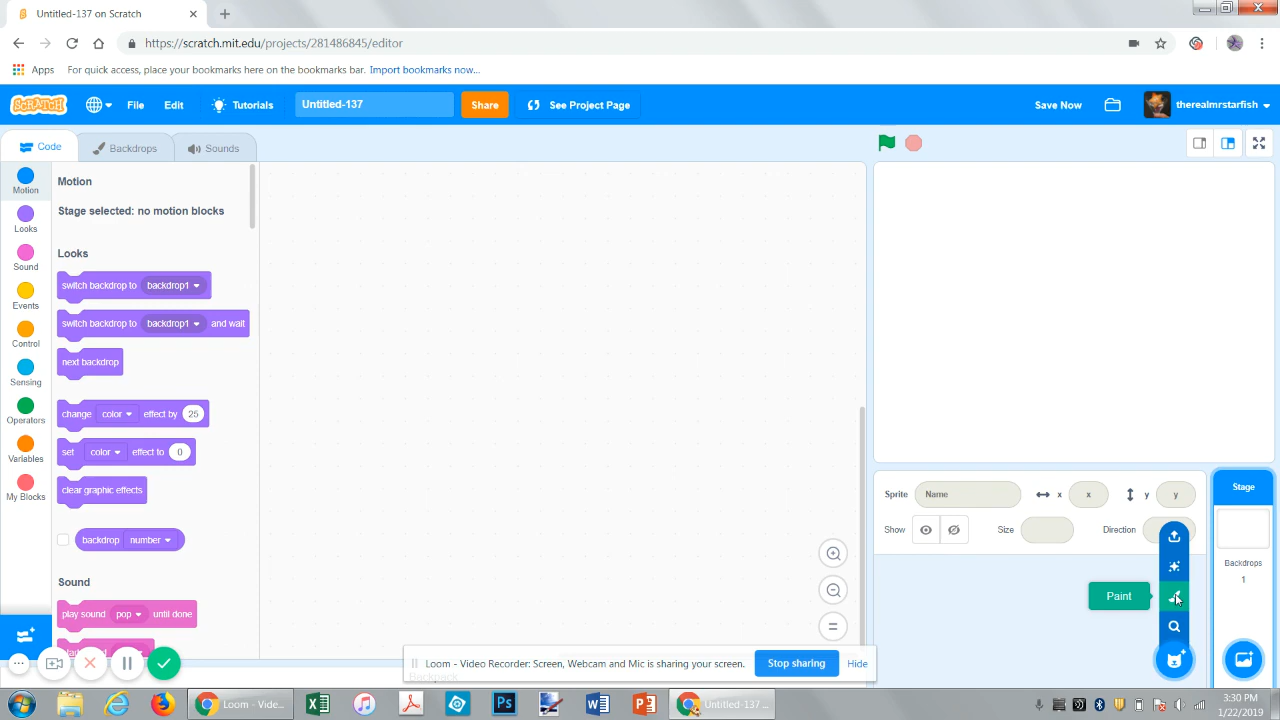 Untitled-137 on Scratch
https://scratch.mit.edu/projects/281486845/editor
Apps For quick access, place your bookmarks here on the bookmarks bar. Import bookmarks now...
SCRATCH File Edit Tutorials Untitled-137 Share See Project Page Save Now therealmrstarfish
Code Backdrops Sounds
Motion
Looks
Sound
Events
Control
Sensing
Operators
Variables
My Blocks
Motion
Stage selected: no motion blocks
Looks
switch backdrop to backdrop1
switch backdrop to backdrop1 and wait
next backdrop
change color effect by 25
set color effect to 0
clear graphic effects
backdrop number
Sound
play sound pop until done
Sprite Name x x y y
Show Size Direction
Stage
Backdrops
1
Paint
Loom - Video Recorder: Screen, Webcam and Mic is sharing your screen. Stop sharing Hide
Backpack
Loom - Vide... Untitled-137 ...
3:30 PM
1/22/2019